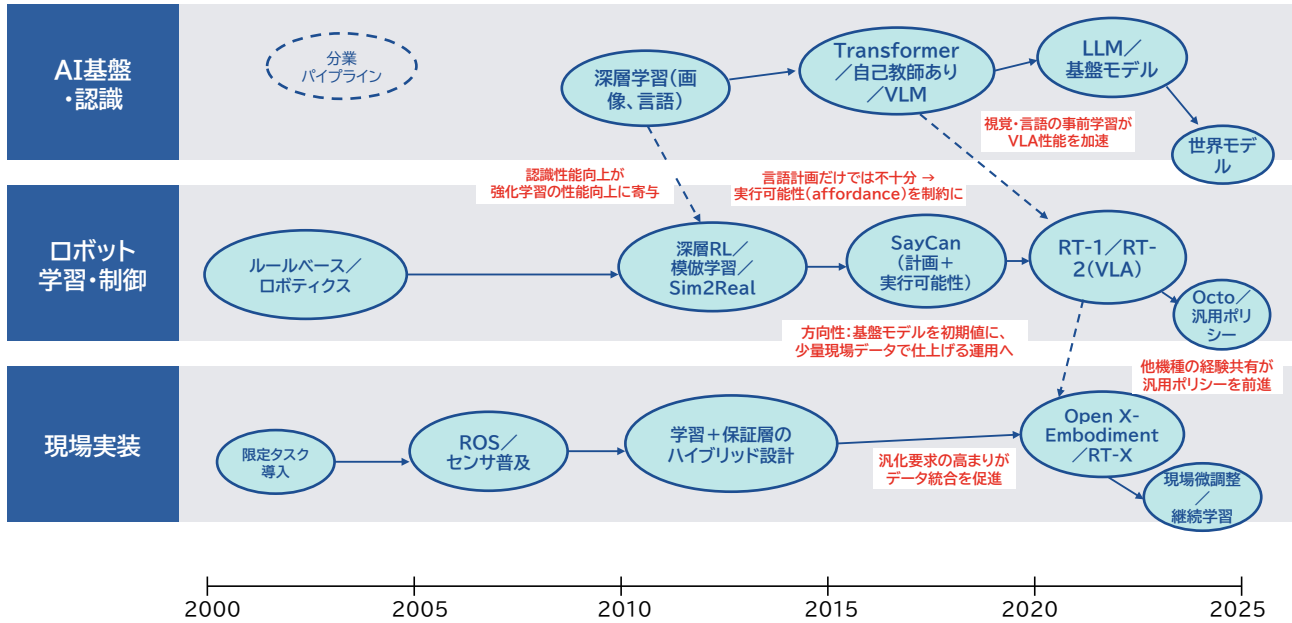 AI基盤
・認識
分業
パイプライン
深層学習(画
像、言語)
Transformer
／自己教師あり
／VLM
LLM／
基盤モデル
世界モデ
ル
視覚・言語の事前学習が
VLA性能を加速
認識性能向上が
強化学習の性能向上に寄与
言語計画だけでは不十分 →
実行可能性(affordance)を制約に
ロボット
学習・制御
ルールベース／
ロボティクス
深層RL／
模倣学習／
Sim2Real
SayCan
(計画＋
実行可能性)
RT-1／RT-
2(VLA)
Octo／
汎用ポリ
シー
方向性：基盤モデルを初期値に、
少量現場データで仕上げる運用へ
他機種の経験共有が
汎用ポリシーを前進
現場実装
限定タスク
導入
ROS／
センサ普及
学習＋保証層の
ハイブリッド設計
汎化要求の高まりが
データ統合を促進
Open X-
Embodiment
／RT-X
現場微調整
／
継続学習
2000
2005
2010
2015
2020
2025